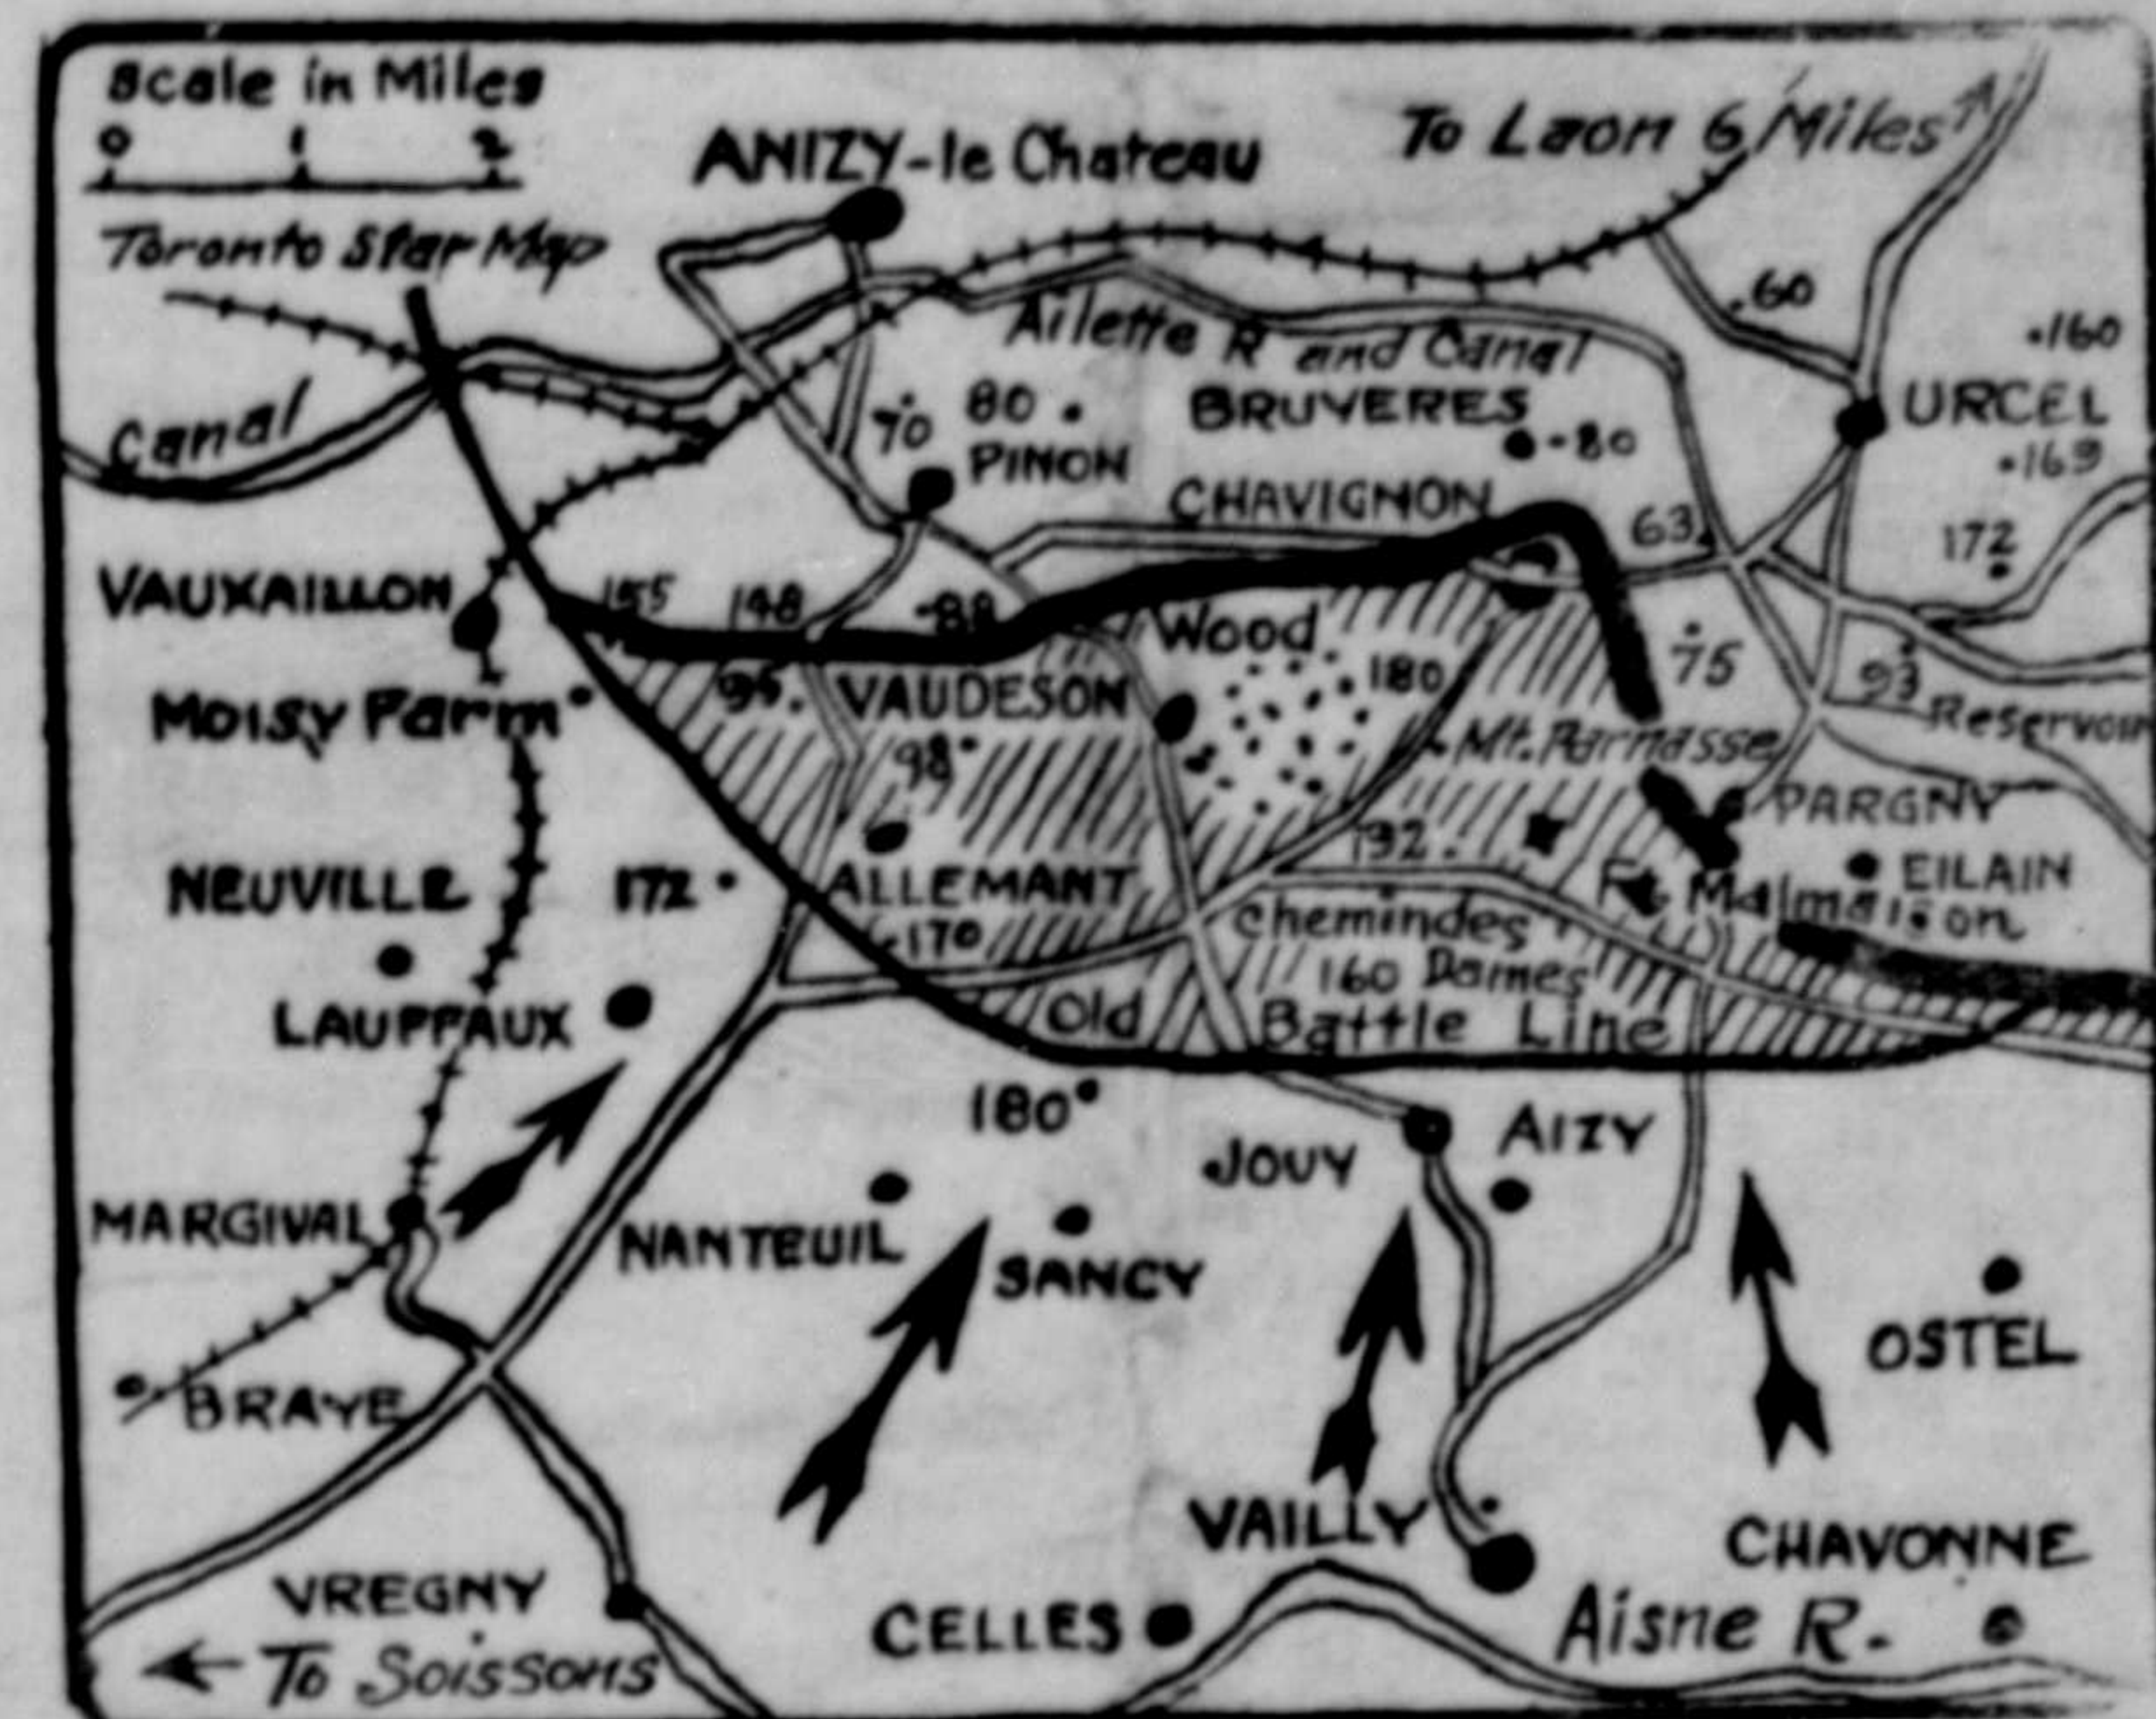 Scale in Miles
0 1 2
Toronto Star Map
ANIZY-le Chateau
To Laon 6 Miles
.60
.160
Ailette R and Canal
Canal
70
80 .
BRUYERES
-80
URCEL
.169
PINON
CHAVIGNON
63
172
VAUXAILLON
155
148
-88
Wood
75
93
Reservoir
MOISY Farm
95.
VAUDESON
180
98
Mt. Parnasse
PARGNY
132.
NEUVILLE
172
ALLEMANT
EILAIN
Ft. Malmaison
.170
Chemindes
160 Dames
LAUFFAUX
Old Battle Line
180
JOUY
AIZY
MARGIVAL
NANTEUIL
SANCY
OSTEL
BRAYE
VAILLY
CHAVONNE
VREGNY
CELLES
Aisne R.
To Soissons